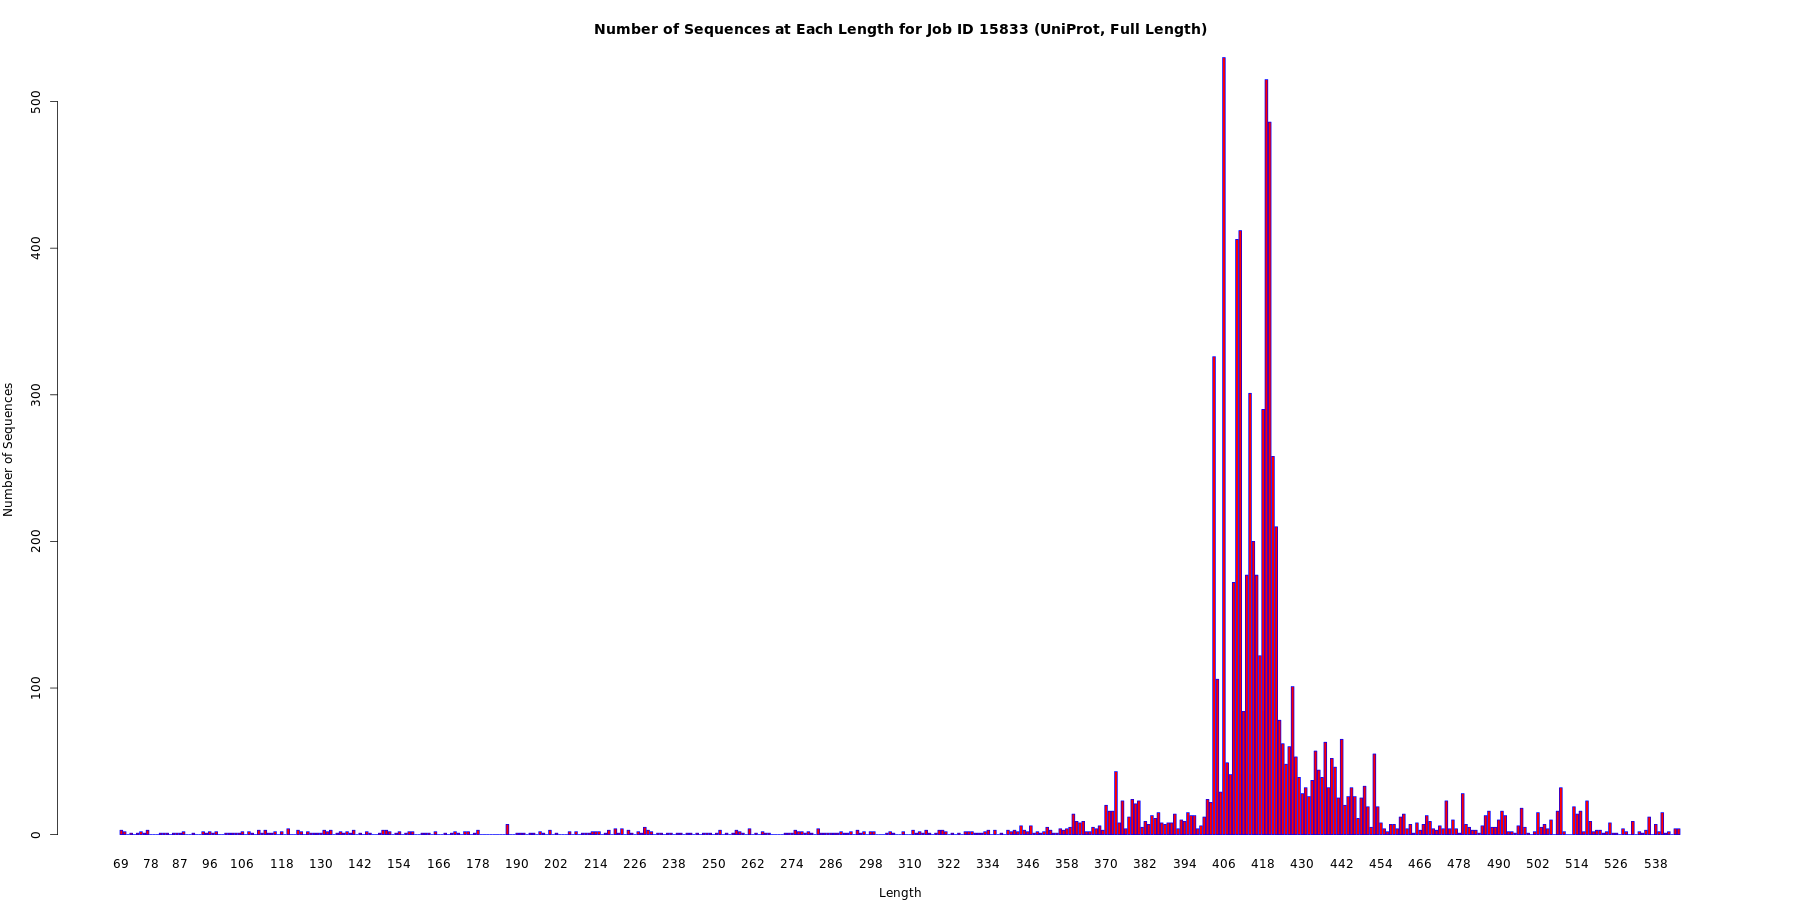 Number of Sequences at Each Length for Job ID 15833 (UniProt, Full Length)
500
400
300
200
100
0
Number of Sequences
69 78 87 96 106 118 130 142 154 166 178 190 202 214 226 238 250 262 274 286 298 310 322 334 346 358 370 382 394 406 418 430 442 454 466 478 490 502 514 526 538
Length